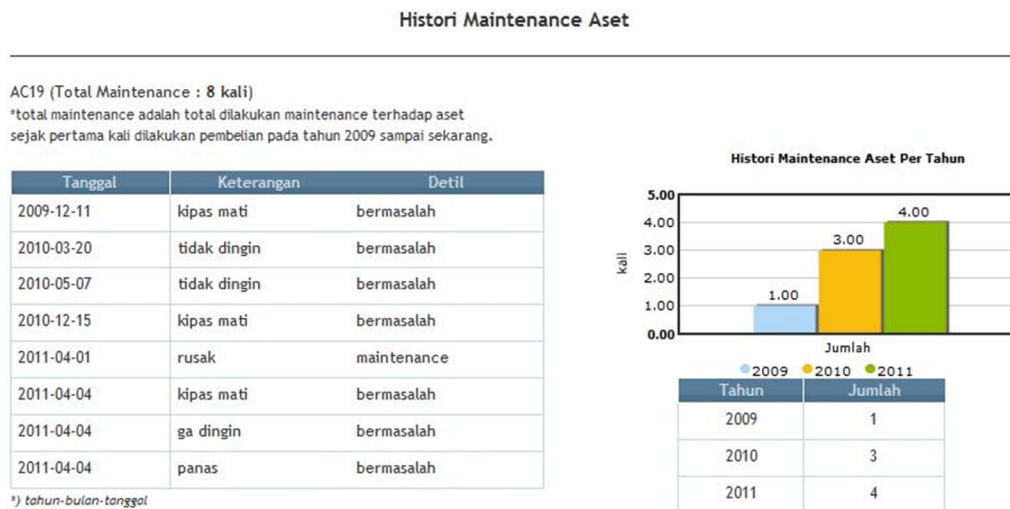 Histori Maintenance Aset
AC19 (Total Maintenance : 8 kali)
*total maintenance adalah total dilakukan maintenance terhadap aset
sejak pertama kali dilakukan pembelian pada tahun 2009 sampai sekarang.
Tanggal Keterangan Detil
2009-12-11 kipas mati bermasalah
2010-03-20 tidak dingin bermasalah
2010-05-07 tidak dingin bermasalah
2010-12-15 kipas mati bermasalah
2011-04-01 rusak maintenance
2011-04-04 kipas mati bermasalah
2011-04-04 ga dingin bermasalah
2011-04-04 panas bermasalah
*) tahun-bulan-tanggal
Histori Maintenance Aset Per Tahun
5.00
4.00
3.00
2.00
1.00
0.00
kali
1.00
3.00
4.00
Jumlah
2009 2010 2011
Tahun Jumlah
2009 1
2010 3
2011 4